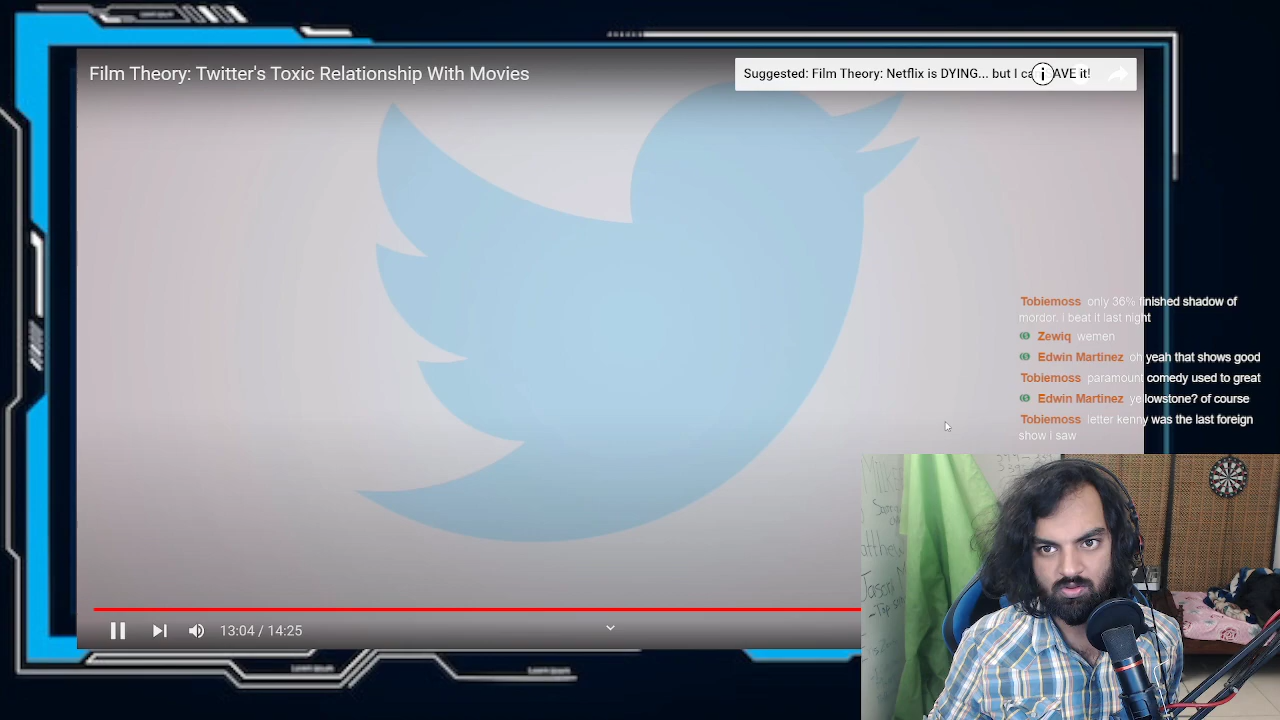 Film Theory: Twitter's Toxic Relationship With Movies
Suggested: Film Theory: Netflix is DYING... but I ca AVE it!
Tobiemoss only 36% finished shadow of
mordor. i beat it last night
Zewiq wemen
Edwin Martinez oh yeah that shows good
Tobiemoss paramount comedy used to great
Edwin Martinez yellowstone? of course
Tobiemoss letter kenny was the last foreign
show i saw
13:04 / 14:25